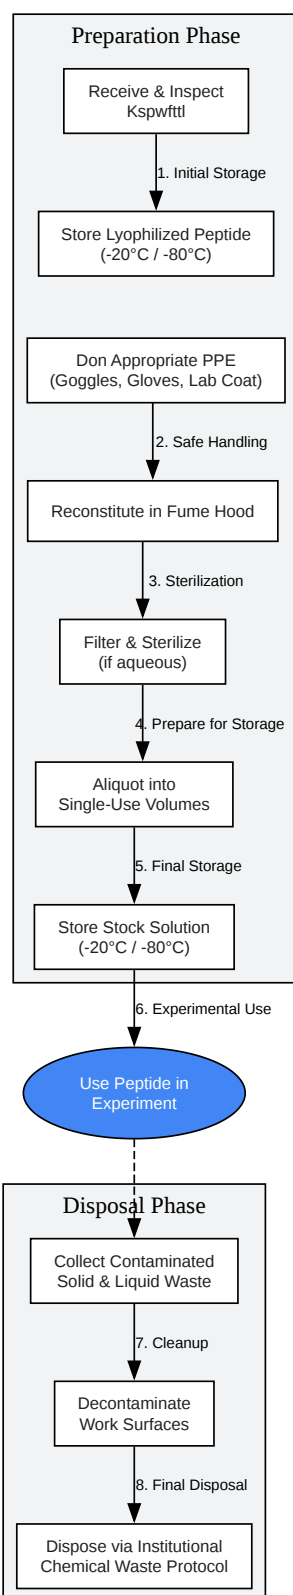 Preparation Phase
Receive & Inspect
Kspwfttl
1. Initial Storage
Store Lyophilized Peptide
(-20°C / -80°C)
Don Appropriate PPE
(Goggles, Gloves, Lab Coat)
2. Safe Handling
Reconstitute in Fume Hood
3. Sterilization
Filter & Sterilize
(if aqueous)
4. Prepare for Storage
Aliquot into
Single-Use Volumes
5. Final Storage
Store Stock Solution
(-20°C / -80°C)
6. Experimental Use
Use Peptide in
Experiment
Disposal Phase
Collect Contaminated
Solid & Liquid Waste
7. Cleanup
Decontaminate
Work Surfaces
8. Final Disposal
Dispose via Institutional
Chemical Waste Protocol